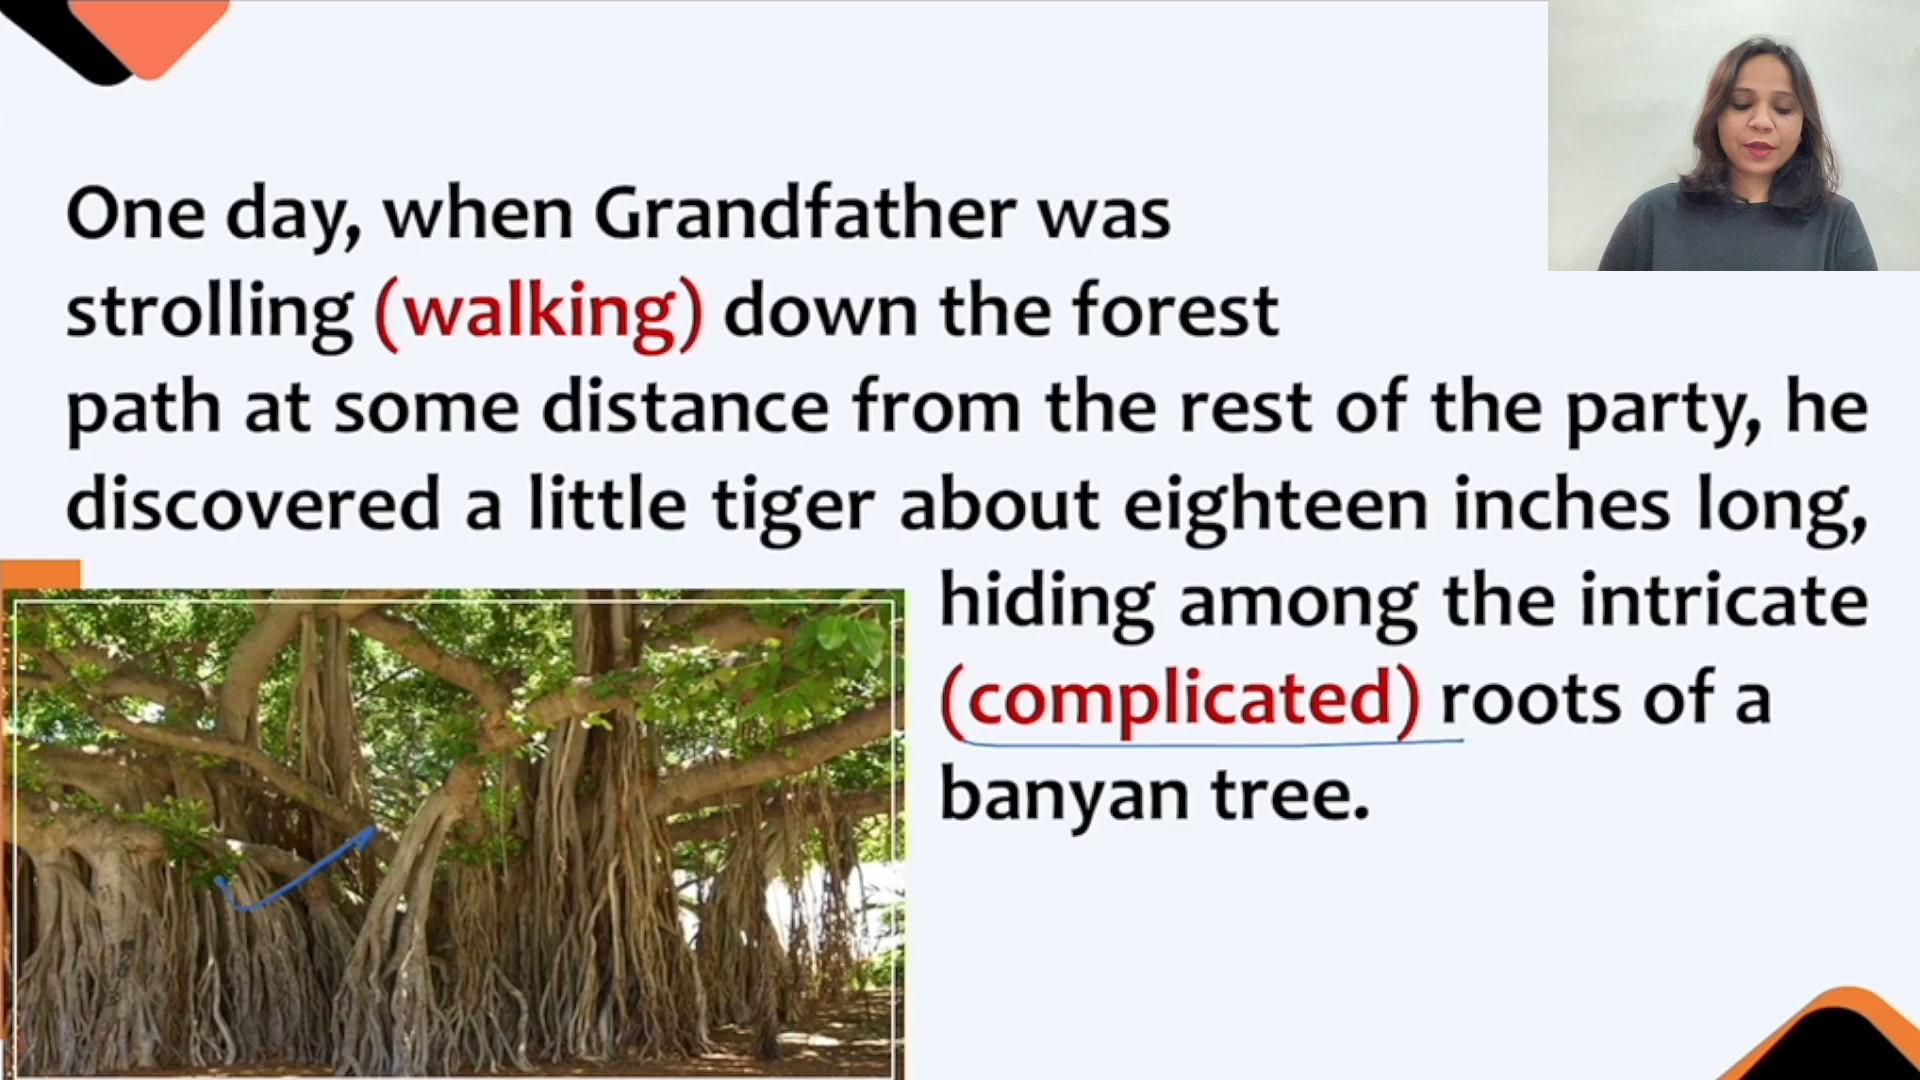 One day, when Grandfather was
strolling (walking) down the forest
path at some distance from the rest of the party, he
discovered a little tiger about eighteen inches long,
hiding among the intricate
(complicated) roots of a
banyan tree.